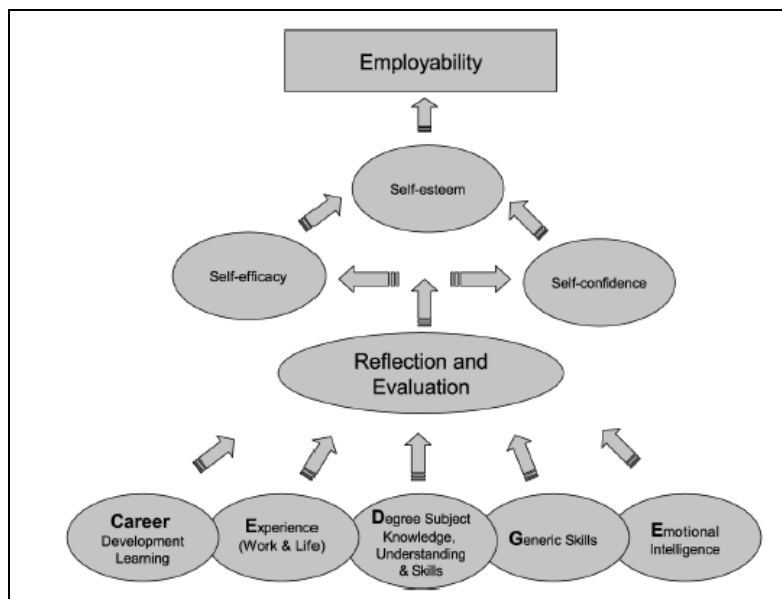 Employability
Self-esteem
Self-efficacy
Self-confidence
Reflection and
Evaluation
Career
Development
Learning
Experience
(Work & Life)
Degree Subject
Knowledge,
Understanding
& Skills
Generic Skills
Emotional
Intelligence